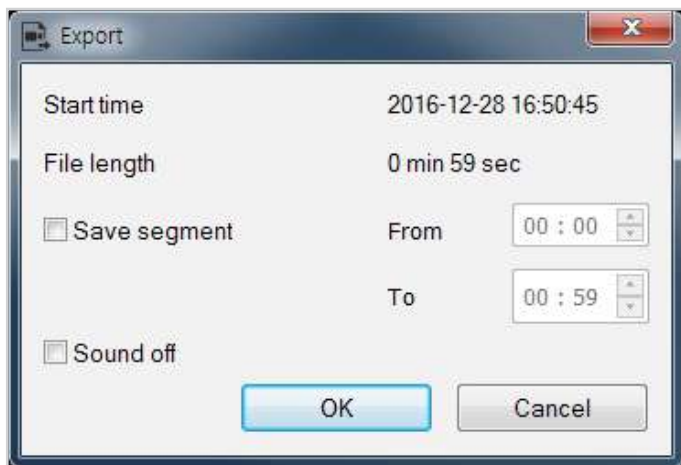 Export
Start time 2016-12-28 16:50:45
File length 0 min 59 sec
Save segment From 00 : 00
To 00 : 59
Sound off
OK Cancel